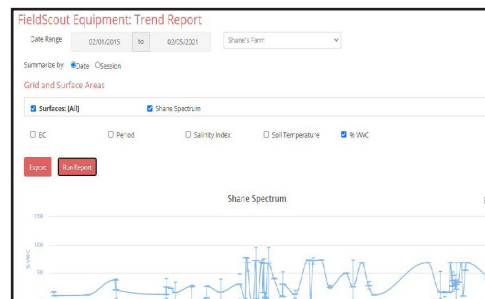 FieldScout Equipment: Trend Report
Date Range 02/01/2015 to 02/05/2021 Shane's Farm
Summarize by: Date Session
Grid and Surface Areas
Surfaces: (All) Shane Spectrum
EC Period Salinity Index Soil Temperature % VWC
Export Run Report
Shane Spectrum
150
100
% VWC
50